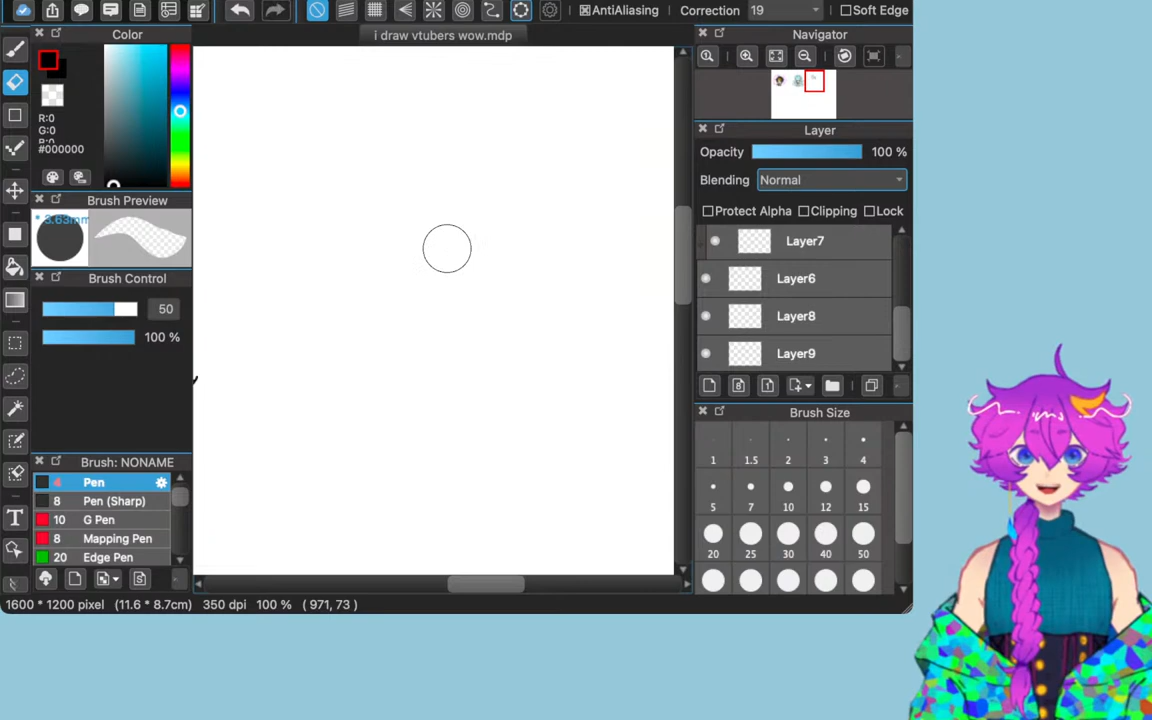 AntiAliasing Correction 19 Soft Edge
i draw vtubers wow.mdp
Color
R:0
G:0
#000000
Brush Preview
* 3.63mm
Brush Control
50
100 %
Brush: NONAME
Pen
8 Pen (Sharp)
10 G Pen
8 Mapping Pen
20 Edge Pen
T
1600 * 1200 pixel (11.6 * 8.7cm) 350 dpi 100 % ( 971, 73 )
Navigator
Layer
Opacity 100 %
Blending Normal
Protect Alpha Clipping Lock
Layer7
Layer6
Layer8
Layer9
8 1
Brush Size
1 1.5 2 3 4
5 7 10 12 15
20 25 30 40 50